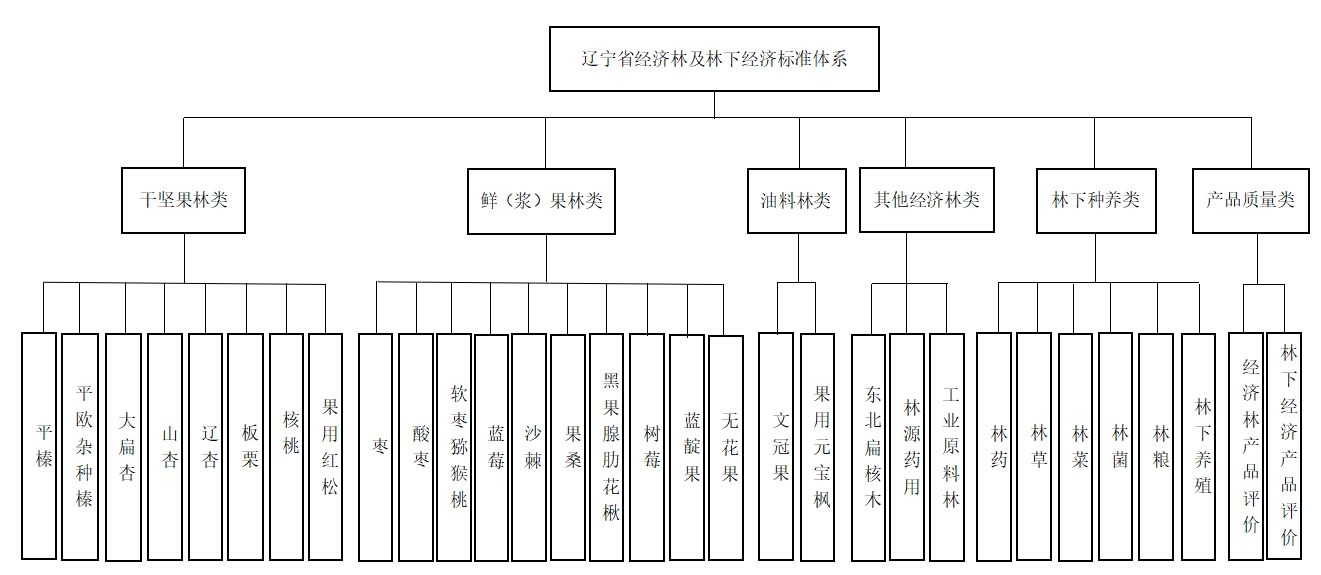 辽宁省经济林及林下经济标准体系
干坚果林类
鲜（浆）果林类
油料林类
其他经济林类
林下种养类
产品质量类
平榛
平欧杂种榛
大扁杏
山杏
辽杏
板栗
核桃
果用红松
枣
酸枣
软枣猕猴桃
蓝莓
沙棘
果桑
黑果腺肋花楸
树莓
蓝靛果
无花果
文冠果
果用元宝枫
东北扁核木
林源药用
工业原料林
林药
林草
林菜
林菌
林粮
林下养殖
经济林产品评价
林下经济产品评价